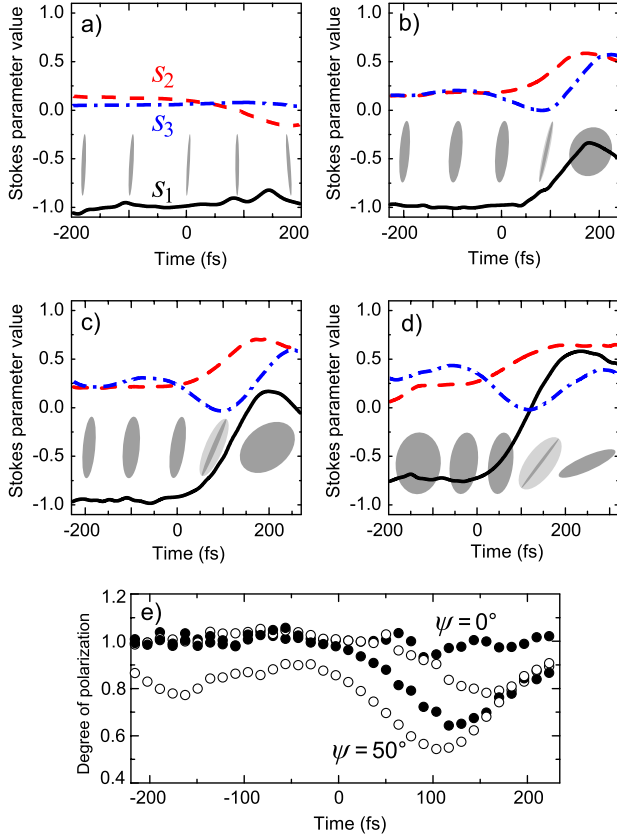 a)
Stokes parameter value
1.0
0.5
0.0
-0.5
-1.0
s2
s3
s1
-200 -100 0 100 200
Time (fs)
b)
Stokes parameter value
1.0
0.5
0.0
-0.5
-1.0
-200 0 200
Time (fs)
c)
Stokes parameter value
1.0
0.5
0.0
-0.5
-1.0
-200 0 200
Time (fs)
d)
Stokes parameter value
1.0
0.5
0.0
-0.5
-1.0
-200 0 200
Time (fs)
e)
Degree of polarization
1.2
1.0
0.8
0.6
0.4
ψ = 0°
ψ = 50°
-200 -100 0 100 200
Time (fs)